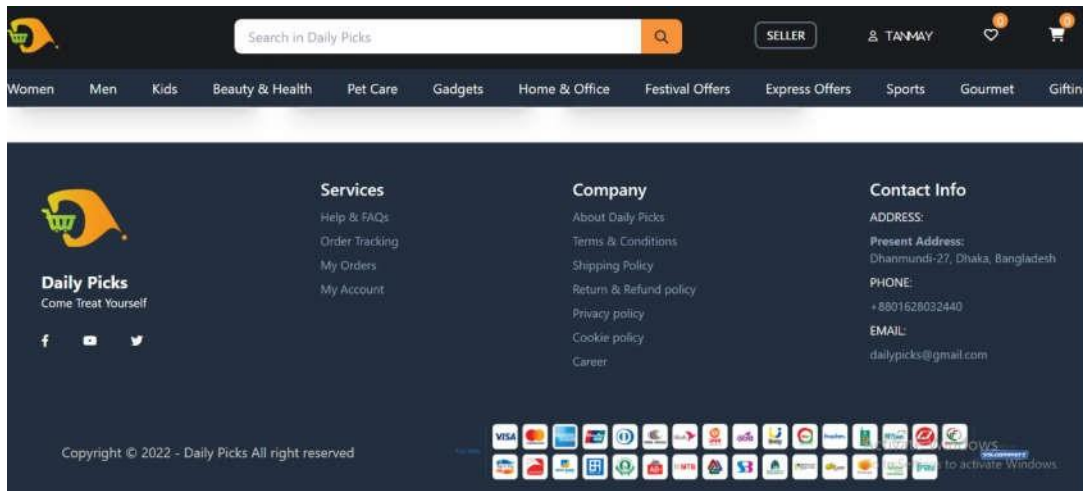 Search in Daily Picks
SELLER
TANMAY
0
0
Women Men Kids Beauty & Health Pet Care Gadgets Home & Office Festival Offers Express Offers Sports Gourmet Giftin
Daily Picks
Come Treat Yourself
Services
Help & FAQs
Order Tracking
My Orders
My Account
Company
About Daily Picks
Terms & Conditions
Shipping Policy
Return & Refund policy
Privacy policy
Cookie policy
Career
Contact Info
ADDRESS:
Present Address:
Dhanmundi-27, Dhaka, Bangladesh
PHONE:
+8801628032440
EMAIL:
dailypicks@gmail.com
Copyright © 2022 - Daily Picks All right reserved
VISA
to activate Windows.